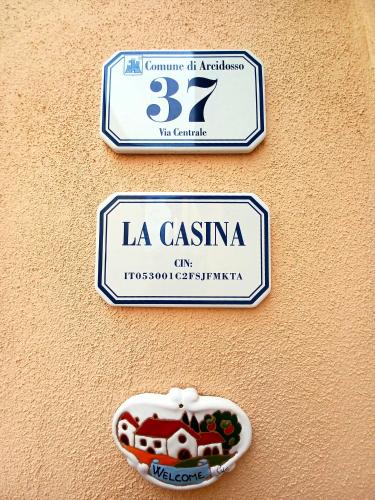 Comune di Arcidosso
37
Via Centrale
LA CASINA
CIN:
IT053001C2FSJFMKTA
WELCOME